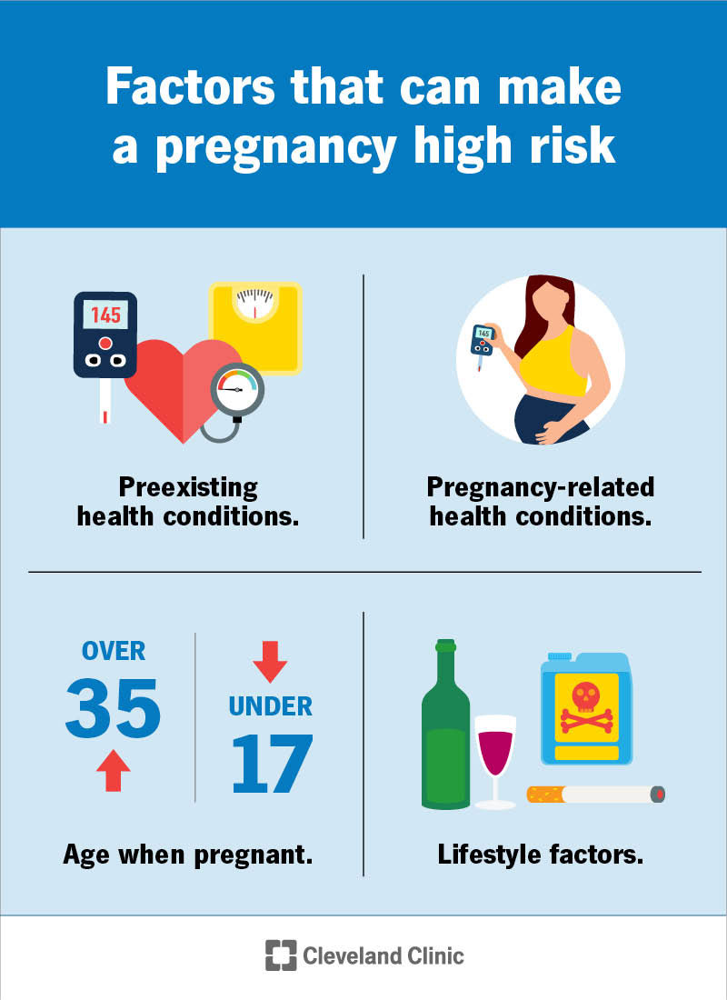 Factors that can make
a pregnancy high risk
145
145
Preexisting
health conditions.
Pregnancy-related
health conditions.
OVER
35
UNDER
17
Age when pregnant.
Lifestyle factors.
Cleveland Clinic